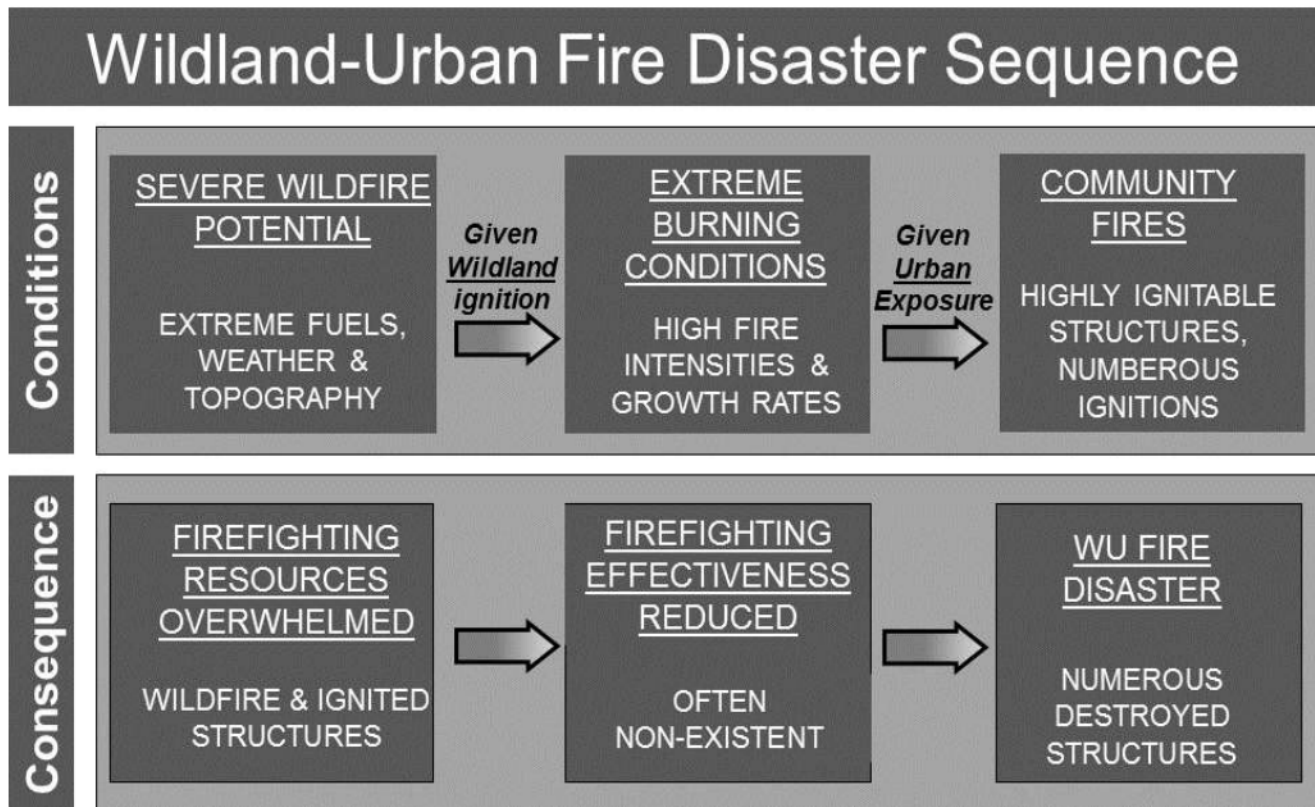 Wildland-Urban Fire Disaster Sequence
Conditions
SEVERE WILDFIRE
POTENTIAL
EXTREME FUELS,
WEATHER &
TOPOGRAPHY
Given
Wildland
ignition
EXTREME
BURNING
CONDITIONS
HIGH FIRE
INTENSITIES &
GROWTH RATES
Given
Urban
Exposure
COMMUNITY
FIRES
HIGHLY IGNITABLE
STRUCTURES,
NUMBEROUS
IGNITIONS
Consequence
FIREFIGHTING
RESOURCES
OVERWHELMED
WILDFIRE & IGNITED
STRUCTURES
FIREFIGHTING
EFFECTIVENESS
REDUCED
OFTEN
NON-EXISTENT
WU FIRE
DISASTER
NUMEROUS
DESTROYED
STRUCTURES